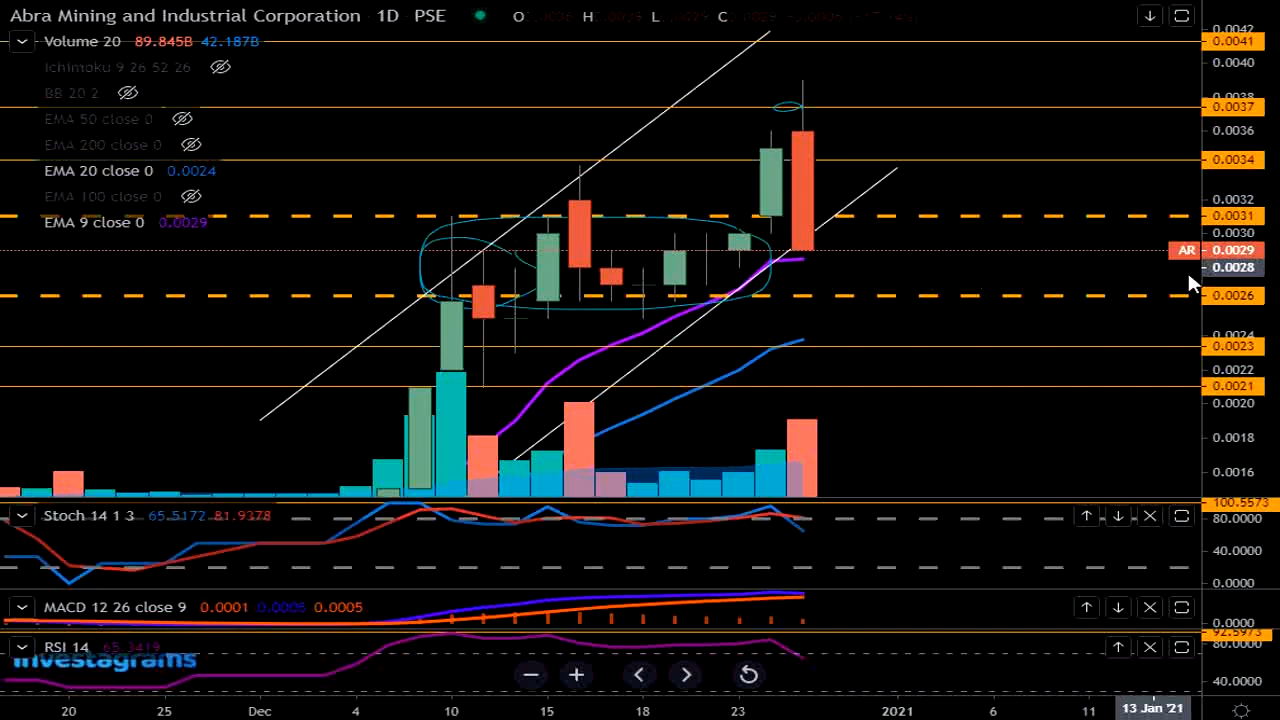 Abra Mining and Industrial Corporation · 1D · PSE O H L C
Volume 20 89.845B 42.187B
Ichimoku 9 26 52 26
BB 20 2
EMA 50 close 0
EMA 200 close 0
EMA 20 close 0 0.0024
EMA 100 close 0
EMA 9 close 0 0.0029
0.0042
0.0041
0.0040
0.0038
0.0037
0.0036
0.0034
0.0032
0.0031
0.0030
AR 0.0029
0.0028
0.0026
0.0024
0.0023
0.0022
0.0021
0.0020
0.0018
0.0016
Stoch 14 1 3 65.5172 81.9378
100.5573
80.0000
40.0000
0.0000
MACD 12 26 close 9 0.0001 0.0005 0.0005
0.0000
RSI 14 65.3419
92.5973
80.0000
40.0000
Investagrams
20 25 Dec 4 10 15 18 23 2021 6 11 13 Jan '21